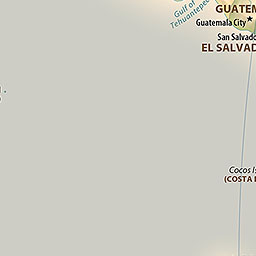 GUATEM
Gulf of
Tehuantepec
Guatemala City
San Salvado
EL SALVAD
Cocos Is
(COSTA